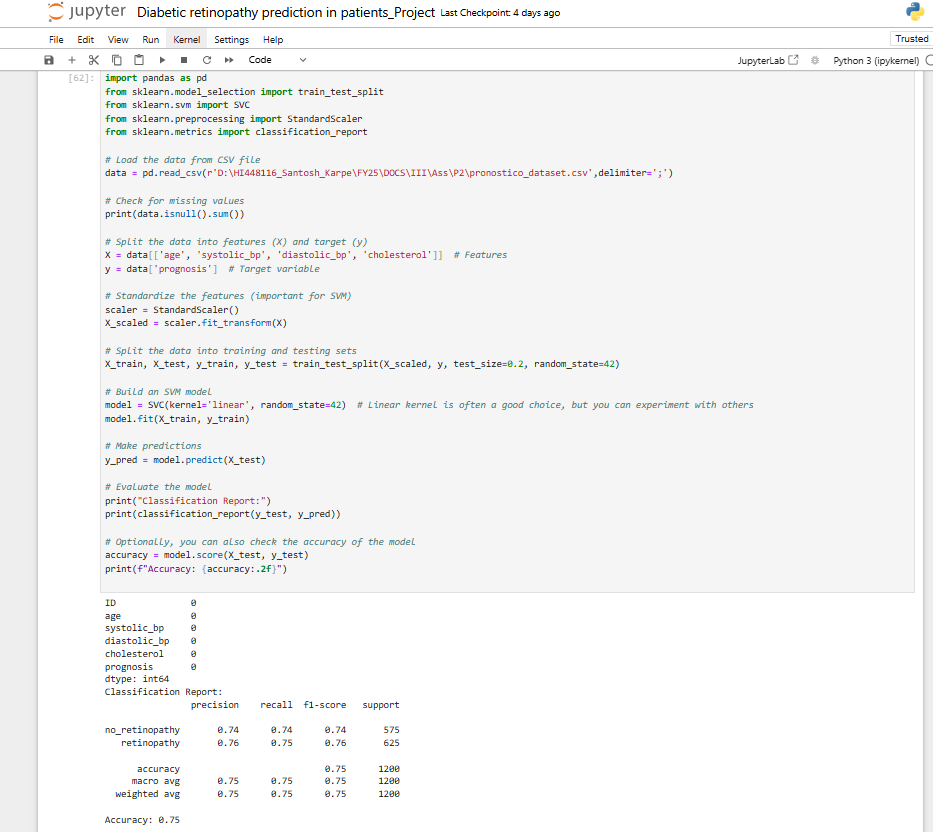 jupyter Diabetic retinopathy prediction in patients_Project Last Checkpoint: 4 days ago
File Edit View Run Kernel Settings Help
Trusted
Code
JupyterLab Python 3 (ipykernel)
[62]:
import pandas as pd
from sklearn.model_selection import train_test_split
from sklearn.svm import SVC
from sklearn.preprocessing import StandardScaler
from sklearn.metrics import classification_report

# Load the data from CSV file
data = pd.read_csv(r'D:\HI448116_Santosh_Karpe\FY25\DOCS\III\Ass\P2\pronostico_dataset.csv',delimiter=';')

# Check for missing values
print(data.isnull().sum())

# Split the data into features (X) and target (y)
X = data[['age', 'systolic_bp', 'diastolic_bp', 'cholesterol']]  # Features
y = data['prognosis']  # Target variable

# Standardize the features (important for SVM)
scaler = StandardScaler()
X_scaled = scaler.fit_transform(X)

# Split the data into training and testing sets
X_train, X_test, y_train, y_test = train_test_split(X_scaled, y, test_size=0.2, random_state=42)

# Build an SVM model
model = SVC(kernel='linear', random_state=42)  # Linear kernel is often a good choice, but you can experiment with others
model.fit(X_train, y_train)

# Make predictions
y_pred = model.predict(X_test)

# Evaluate the model
print("Classification Report:")
print(classification_report(y_test, y_pred))

# Optionally, you can also check the accuracy of the model
accuracy = model.score(X_test, y_test)
print(f"Accuracy: {accuracy:.2f}")

ID 0
age 0
systolic_bp 0
diastolic_bp 0
cholesterol 0
prognosis 0
dtype: int64
Classification Report:
precision recall f1-score support

no_retinopathy 0.74 0.74 0.74 575
retinopathy 0.76 0.75 0.76 625

accuracy 0.75 1200
macro avg 0.75 0.75 0.75 1200
weighted avg 0.75 0.75 0.75 1200

Accuracy: 0.75